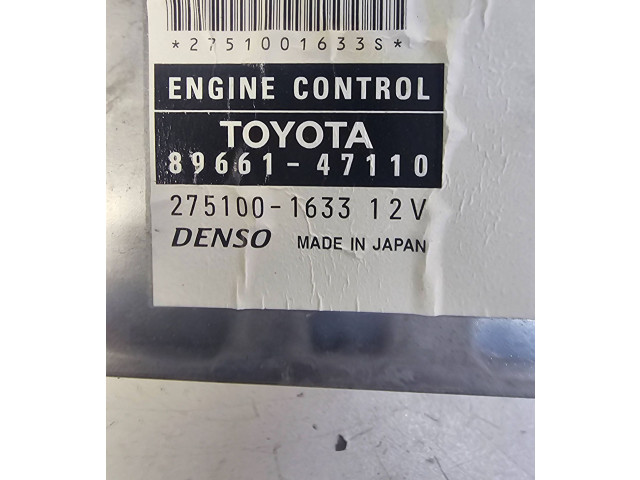 *2751001633S*
ENGINE CONTROL
TOYOTA
89661-47110
275100-1633 12V
DENSO MADE IN JAPAN